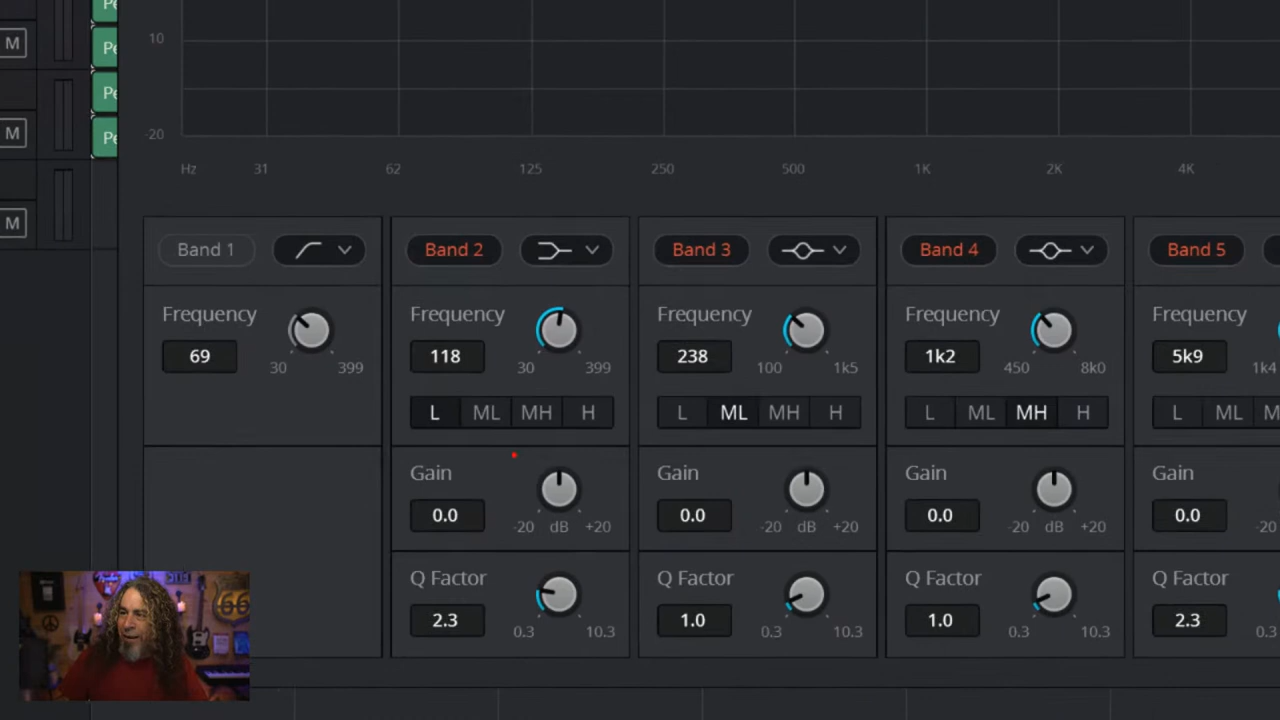 Pe
M
Pe
Pe
M
Pe
M
10
-20
Hz 31 62 125 250 500 1K 2K 4K
Band 1 Band 2 Band 3 Band 4 Band 5
Frequency Frequency Frequency Frequency Frequency
69 118 238 1k2 5k9
30 399 30 399 100 1k5 450 8k0 1k4
L ML MH H L ML MH H L ML MH H L ML M
Gain Gain Gain Gain
0.0 0.0 0.0 0.0
-20 dB +20 -20 dB +20 -20 dB +20 -20
Q Factor Q Factor Q Factor Q Factor
2.3 1.0 1.0 2.3
0.3 10.3 0.3 10.3 0.3 10.3 0.3
66